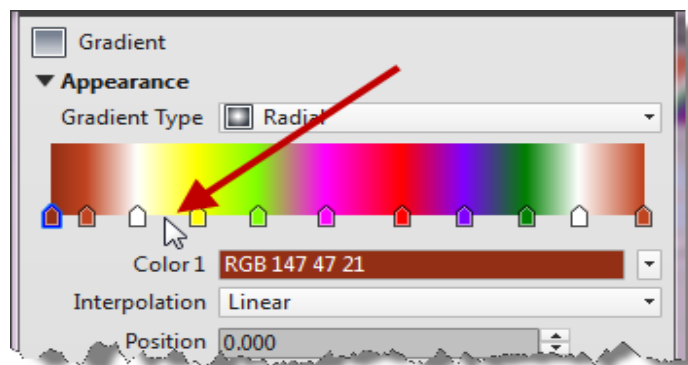 Gradient
Appearance
Gradient Type Radial
Color 1 RGB 147 47 21
Interpolation Linear
Position 0.000